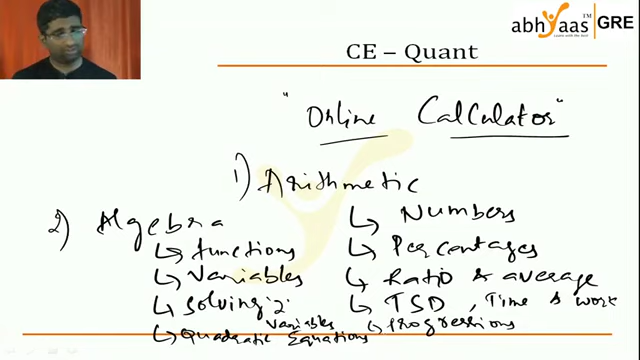 abhyaas™ GRE
CE – Quant
"Online Calculator"
1) Arithmetic
↳ Numbers
↳ Percentages
↳ Ratio & average
↳ TSD, Time & work
↳ Progressions
2) Algebra
↳ functions
↳ Variables
↳ Solving '2'
Variables
↳ Quadratic Equations